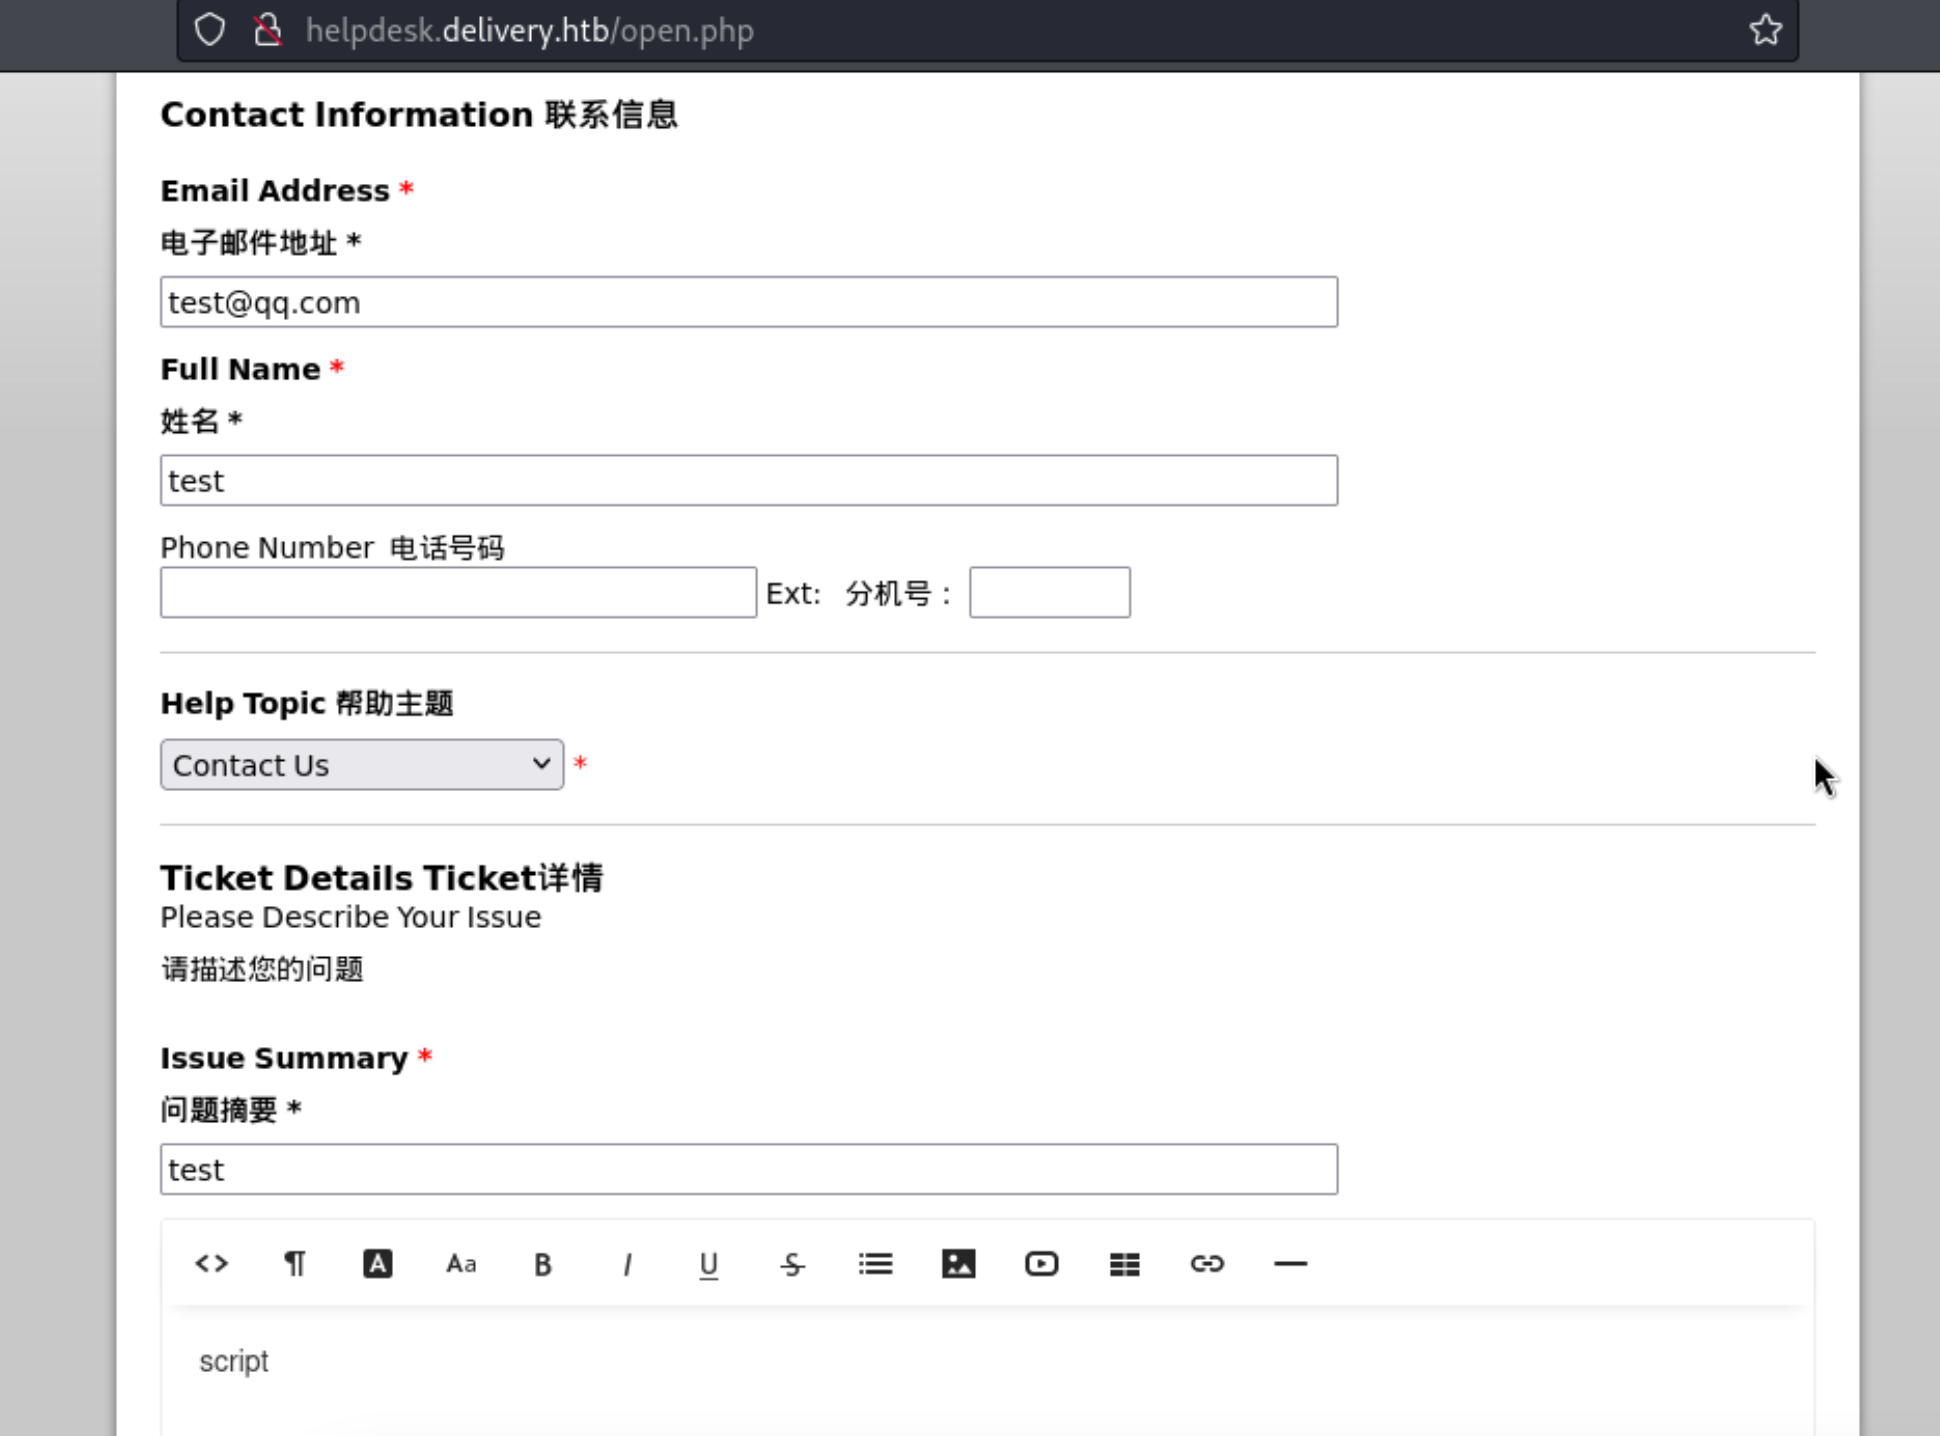 helpdesk.delivery.htb/open.php
Contact Information 联系信息
Email Address *
电子邮件地址 *
test@qq.com
Full Name *
姓名 *
test
Phone Number 电话号码
Ext: 分机号：
Help Topic 帮助主题
Contact Us *
Ticket Details Ticket详情
Please Describe Your Issue
请描述您的问题
Issue Summary *
问题摘要 *
test
<> ¶ A Aa B I U S
script